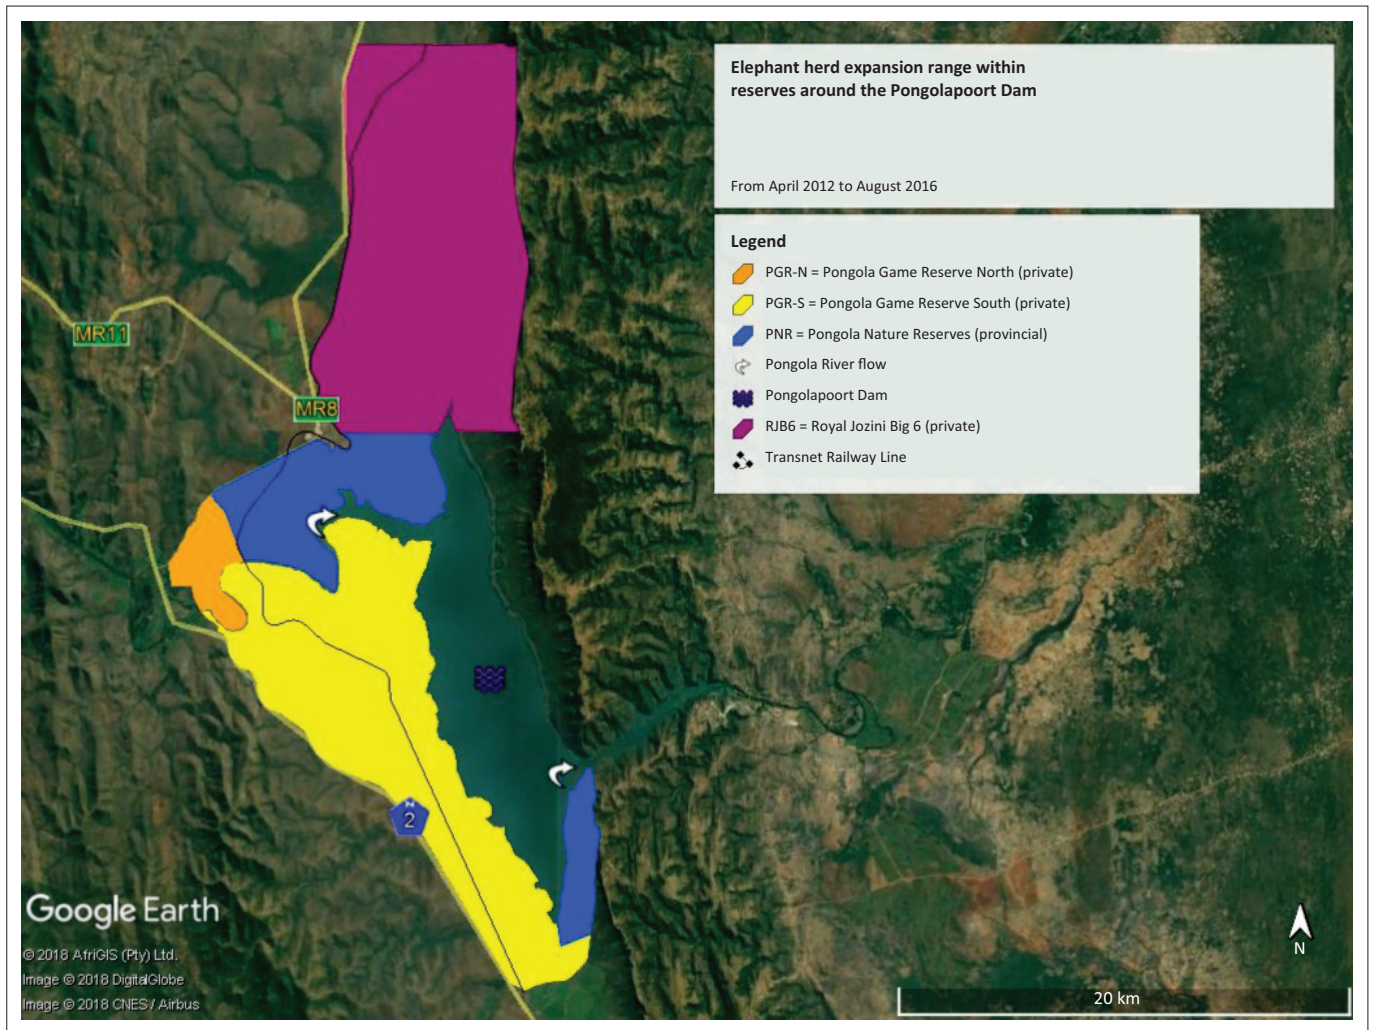 Elephant herd expansion range within
reserves around the Pongolapoort Dam
From April 2012 to August 2016
Legend
PGR-N = Pongola Game Reserve North (private)
PGR-S = Pongola Game Reserve South (private)
PNR = Pongola Nature Reserves (provincial)
Pongola River flow
Pongolapoort Dam
RJB6 = Royal Jozini Big 6 (private)
Transnet Railway Line
MR11
MR8
N
2
Google Earth
© 2018 AfriGIS (Pty) Ltd.
Image © 2018 DigitalGlobe
Image © 2018 CNES / Airbus
N
20 km